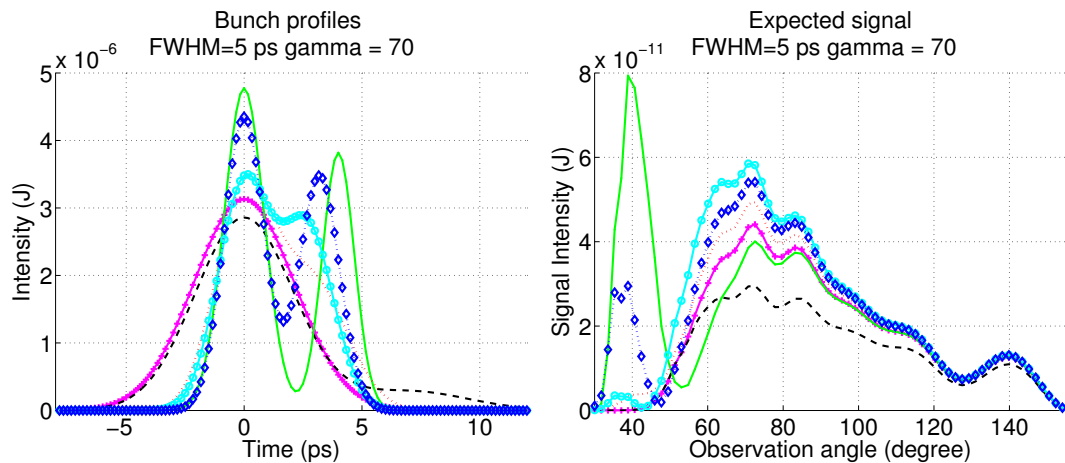 Bunch profiles
FWHM=5 ps gamma = 70
x 10−6
5
4
3
2
1
0
Intensity (J)
−5
0
5
10
Time (ps)
Expected signal
FWHM=5 ps gamma = 70
x 10−11
8
6
4
2
0
Signal Intensity (J)
40
60
80
100
120
140
Observation angle (degree)